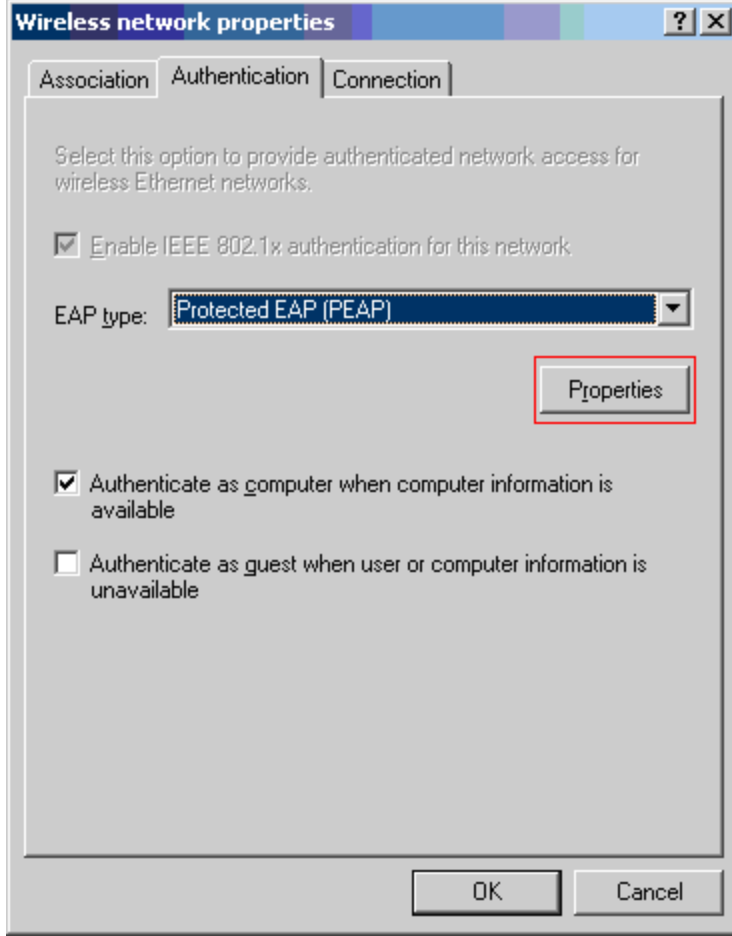 Wireless network properties
Association Authentication Connection
Select this option to provide authenticated network access for
wireless Ethernet networks.
Enable IEEE 802.1x authentication for this network
EAP type: Protected EAP (PEAP)
Properties
Authenticate as computer when computer information is
available
Authenticate as guest when user or computer information is
unavailable
OK Cancel